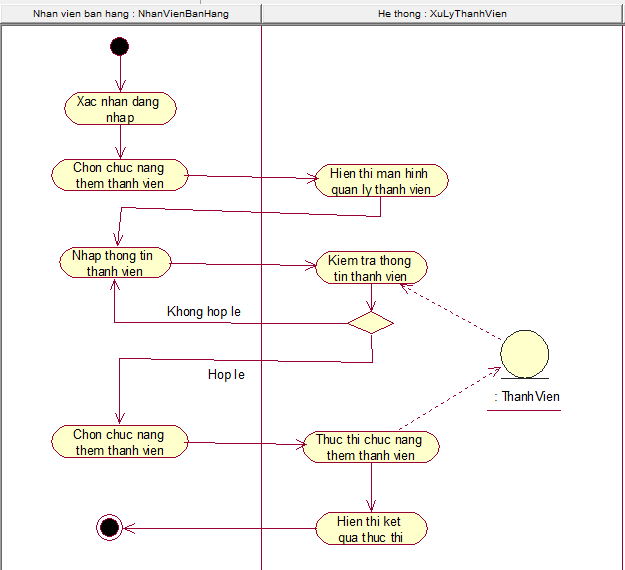 Nhan vien ban hang : NhanVienBanHang
He thong : XuLyThanhVien
Xac nhan dang
nhap
Chon chuc nang
them thanh vien
Hien thi man hinh
quan ly thanh vien
Nhap thong tin
thanh vien
Kiem tra thong
tin thanh vien
Khong hop le
Hop le
: ThanhVien
Chon chuc nang
them thanh vien
Thuc thi chuc nang
them thanh vien
Hien thi ket
qua thuc thi